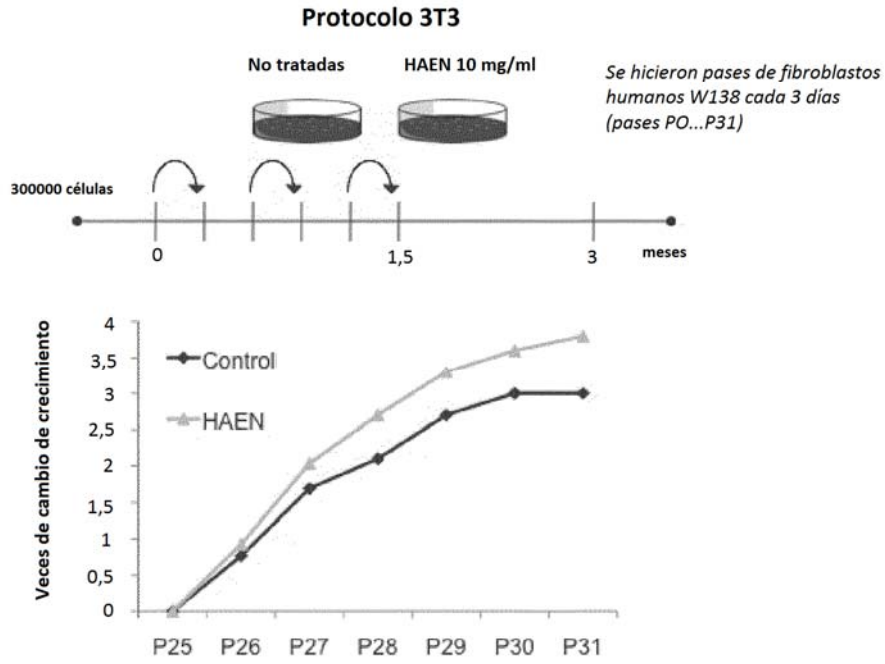 Protocolo 3T3
No tratadas
HAEN 10 mg/ml
Se hicieron pases de fibroblastos
humanos W138 cada 3 días
(pases PO...P31)
300000 células
0
1,5
3
meses
Veces de cambio de crecimiento
4
3,5
3
2,5
2
1,5
1
0,5
0
Control
HAEN
P25 P26 P27 P28 P29 P30 P31